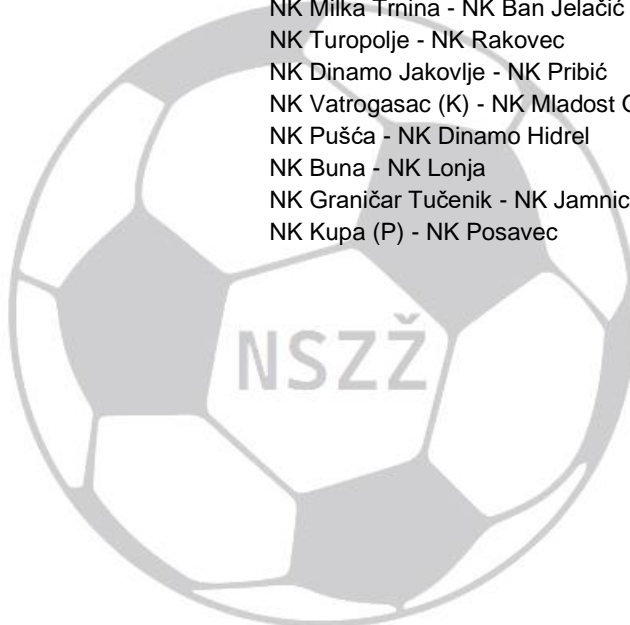 NK Milka Trnina - NK Ban Jelačić
NK Turopolje - NK Rakovec
NK Dinamo Jakovlje - NK Pribić
NK Vatrogasac (K) - NK Mladost
NK Pušća - NK Dinamo Hidrel
NK Buna - NK Lonja
NK Graničar Tučenik - NK
NK Kupa (P) - NK Posavec
NSZŽ